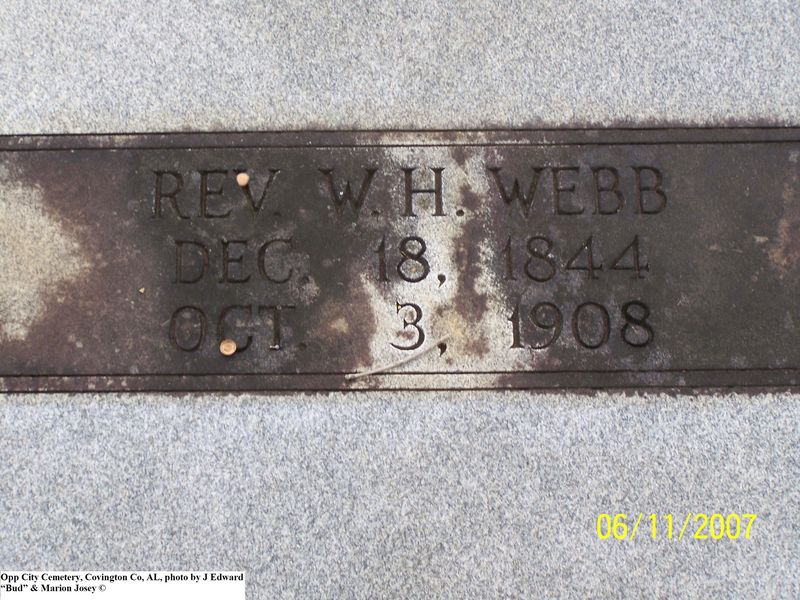 REV. W. H. WEBB
DEC. 18, 1844
OCT. 3, 1908
06/11/2007
Opp City Cemetery, Covington Co, AL, photo by J Edward
“Bud” & Marion Josey ©